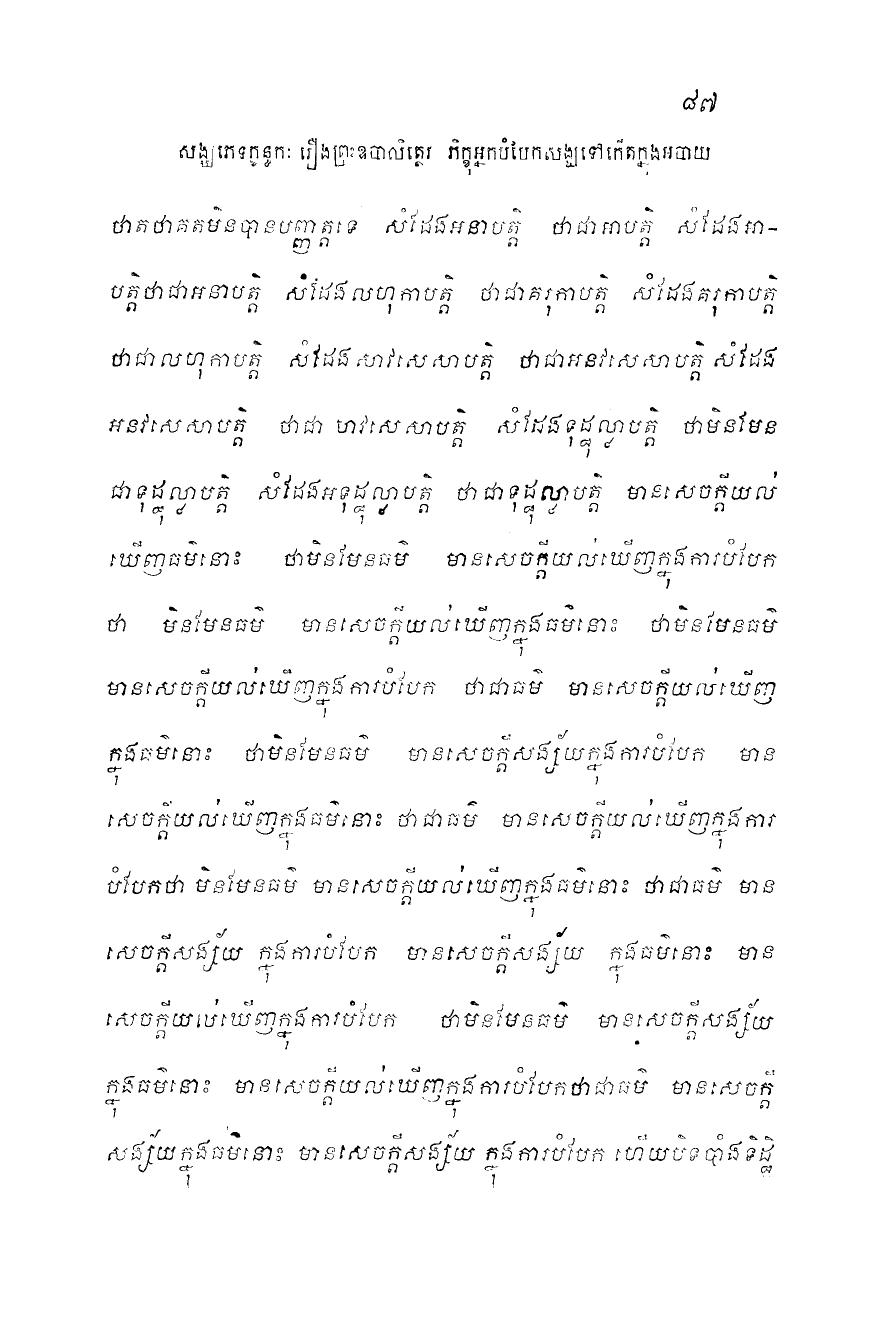 ៨៧
សង្ឃភេទកូខន្ធកៈ រឿងព្រះឧបាលិត្ថេរ ភិក្ខុអ្នកបំបែកសង្ឃទៅកើតក្នុងអបាយ
ថាតថាគតមិនបានបញ្ញាត្តទេ សំដែងអនាបត្តិ ថាជាអាបត្តិ សំដែងអា-
បត្តិថាជាអនាបត្តិ សំដែងលហុកាបត្តិ ថាជាគរុកាបត្តិ សំដែងគរុកាបត្តិ
ថាជាលហុកាបត្តិ សំដែងសាវសេសាបត្តិ ថាជាអនវសេសាបត្តិ សំដែង
អនវសេសាបត្តិ ថាជា សាវសេសាបត្តិ សំដែងទុដ្ឋុល្លាបត្តិ ថាមិនមែន
ជាទុដ្ឋុល្លាបត្តិ សំដែងអទុដ្ឋុល្លាបត្តិ ថាជាទុដ្ឋុល្លាបត្តិ មានសេចក្តីយល់
ឃើញធម៌នោះ ថាមិនមែនធម៌ មានសេចក្តីយល់ឃើញក្នុងការបំបែក
ថា មិនមែនធម៌ មានសេចក្តីយល់ឃើញក្នុងធម៌នោះ ថាមិនមែនធម៌
មានសេចក្តីយល់ឃើញក្នុងការបំបែក ថាជាធម៌ មានសេចក្តីយល់ឃើញ
ក្នុងធម៌នោះ ថាមិនមែនធម៌ មានសេចក្តីសង្ស័យក្នុងការបំបែក មាន
សេចក្តីយល់ឃើញក្នុងធម៌នោះ ថាជាធម៌ មានសេចក្តីយល់ឃើញក្នុងការ
បំបែកថា មិនមែនធម៌ មានសេចក្តីយល់ឃើញក្នុងធម៌នោះ ថាជាធម៌ មាន
សេចក្តីសង្ស័យ ក្នុងការបំបែក មានសេចក្តីសង្ស័យ ក្នុងធម៌នោះ មាន
សេចក្តីយល់ឃើញក្នុងការបំបែក ថាមិនមែនធម៌ មានសេចក្តីសង្ស័យ
ក្នុងធម៌នោះ មានសេចក្តីយល់ឃើញក្នុងការបំបែកថាជាធម៌ មានសេចក្តី
សង្ស័យក្នុងធម៌នោះ មានសេចក្តីសង្ស័យ ក្នុងការបំបែក ហើយបិទបាំងទិដ្ឋិ